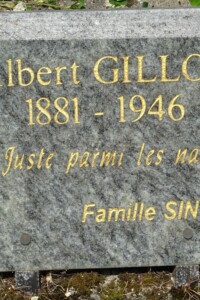 lbert GILLO
1881 - 1946
Juste parmi les na
Famille SIN